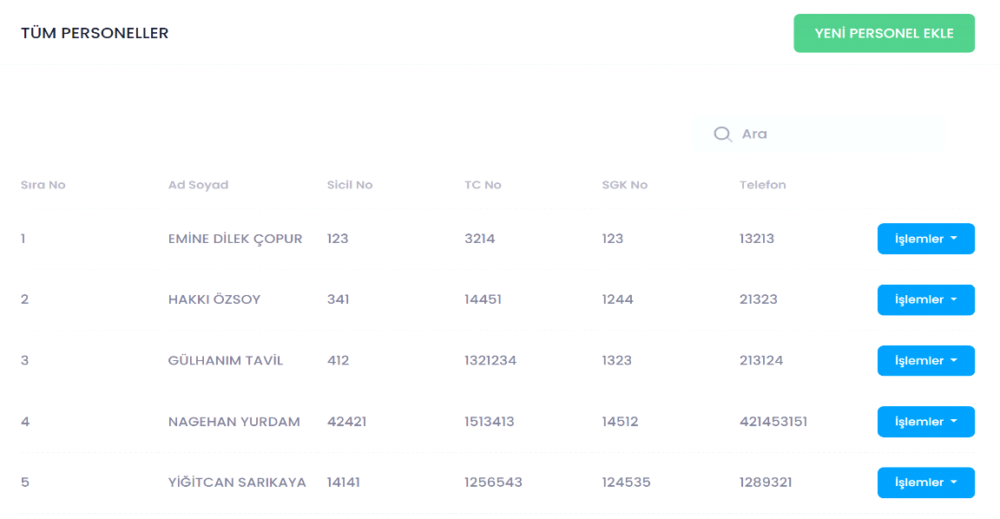 TÜM PERSONELLER YENİ PERSONEL EKLE
Ara
Sıra No Ad Soyad Sicil No TC No SGK No Telefon
1 EMİNE DİLEK ÇOPUR 123 3214 123 13213 İşlemler
2 HAKKI ÖZSOY 341 14451 1244 21323 İşlemler
3 GÜLHANIM TAVİL 412 1321234 1323 213124 İşlemler
4 NAGEHAN YURDAM 42421 1513413 14512 421453151 İşlemler
5 YİĞİTCAN SARIKAYA 14141 1256543 124535 1289321 İşlemler